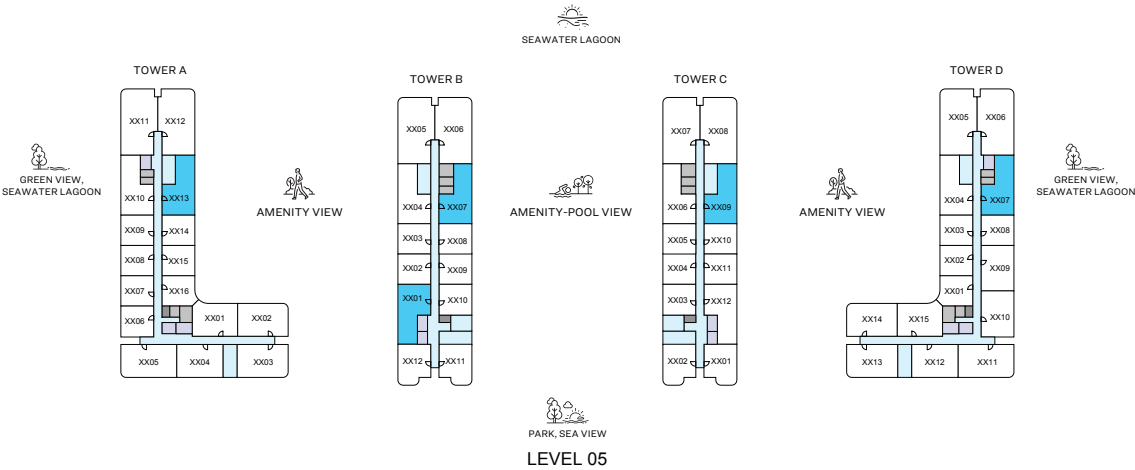 SEAWATER LAGOON
TOWER A
TOWER B
TOWER C
TOWER D
XX11
XX12
XX05
XX06
XX07
XX08
XX05
XX06
GREEN VIEW,
SEAWATER LAGOON
AMENITY VIEW
AMENITY-POOL VIEW
AMENITY VIEW
GREEN VIEW,
SEAWATER LAGOON
XX10
XX13
XX04
XX07
XX06
XX09
XX04
XX07
XX09
XX14
XX03
XX08
XX05
XX10
XX03
XX08
XX08
XX15
XX02
XX09
XX04
XX11
XX02
XX09
XX07
XX16
XX01
XX10
XX03
XX12
XX01
XX10
XX06
XX01
XX02
XX14
XX15
XX05
XX04
XX03
XX12
XX11
XX02
XX01
XX13
XX12
XX11
PARK, SEA VIEW
LEVEL 05